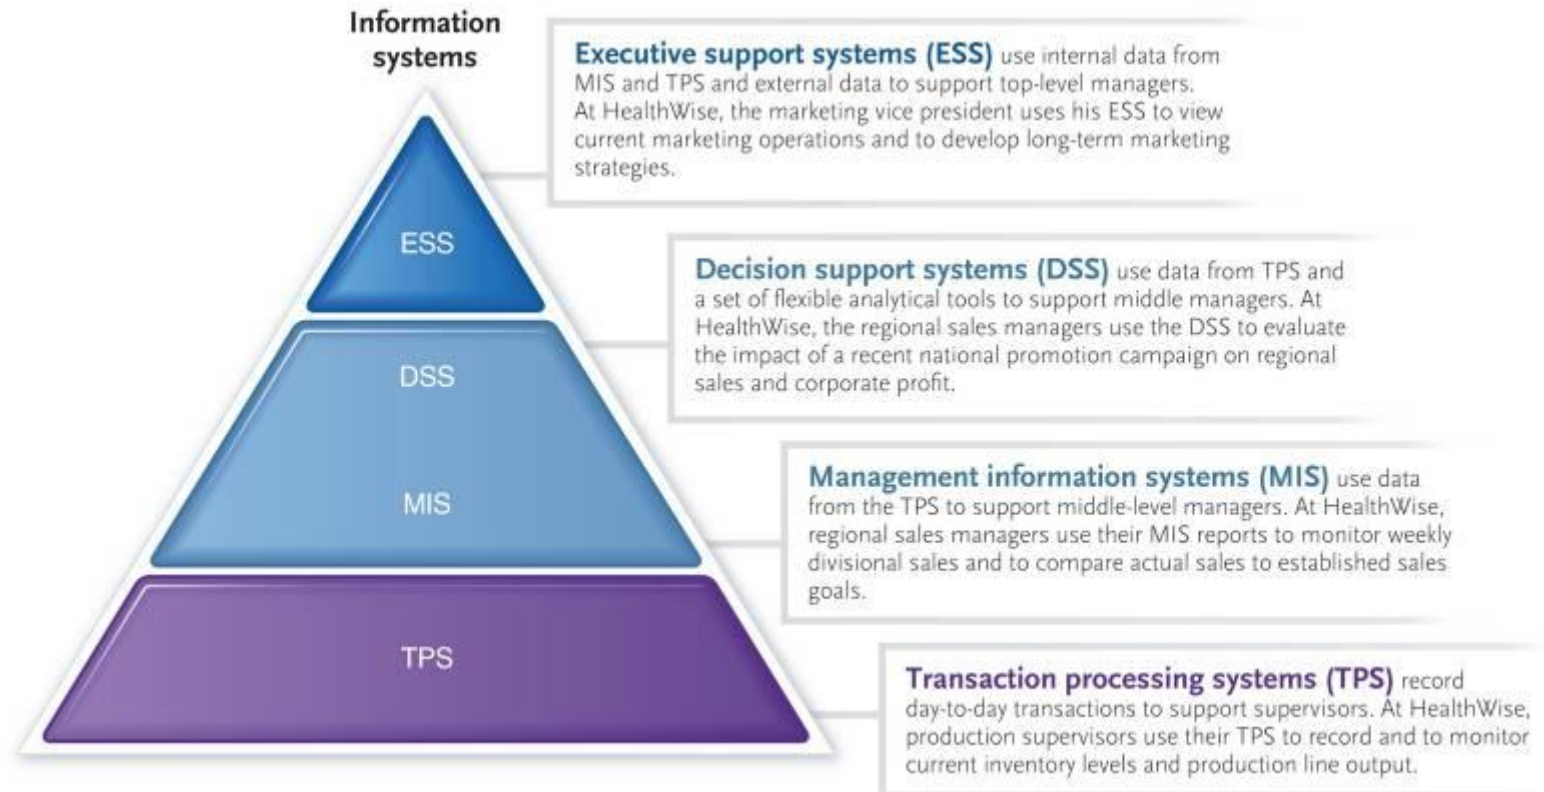 Information
systems
Executive support systems (ESS) use internal data from
MIS and TPS and external data to support top-level managers.
At HealthWise, the marketing vice president uses his ESS to view
current marketing operations and to develop long-term marketing
strategies.
ESS
Decision support systems (DSS) use data from TPS and
a set of flexible analytical tools to support middle managers. At
HealthWise, the regional sales managers use the DSS to evaluate
the impact of a recent national promotion campaign on regional
sales and corporate profit.
DSS
Management information systems (MIS) use data
from the TPS to support middle-level managers. At HealthWise,
regional sales managers use their MIS reports to monitor weekly
divisional sales and to compare actual sales to established sales
goals.
MIS
Transaction processing systems (TPS) record
day-to-day transactions to support supervisors. At HealthWise,
production supervisors use their TPS to record and to monitor
current inventory levels and production line output.
TPS